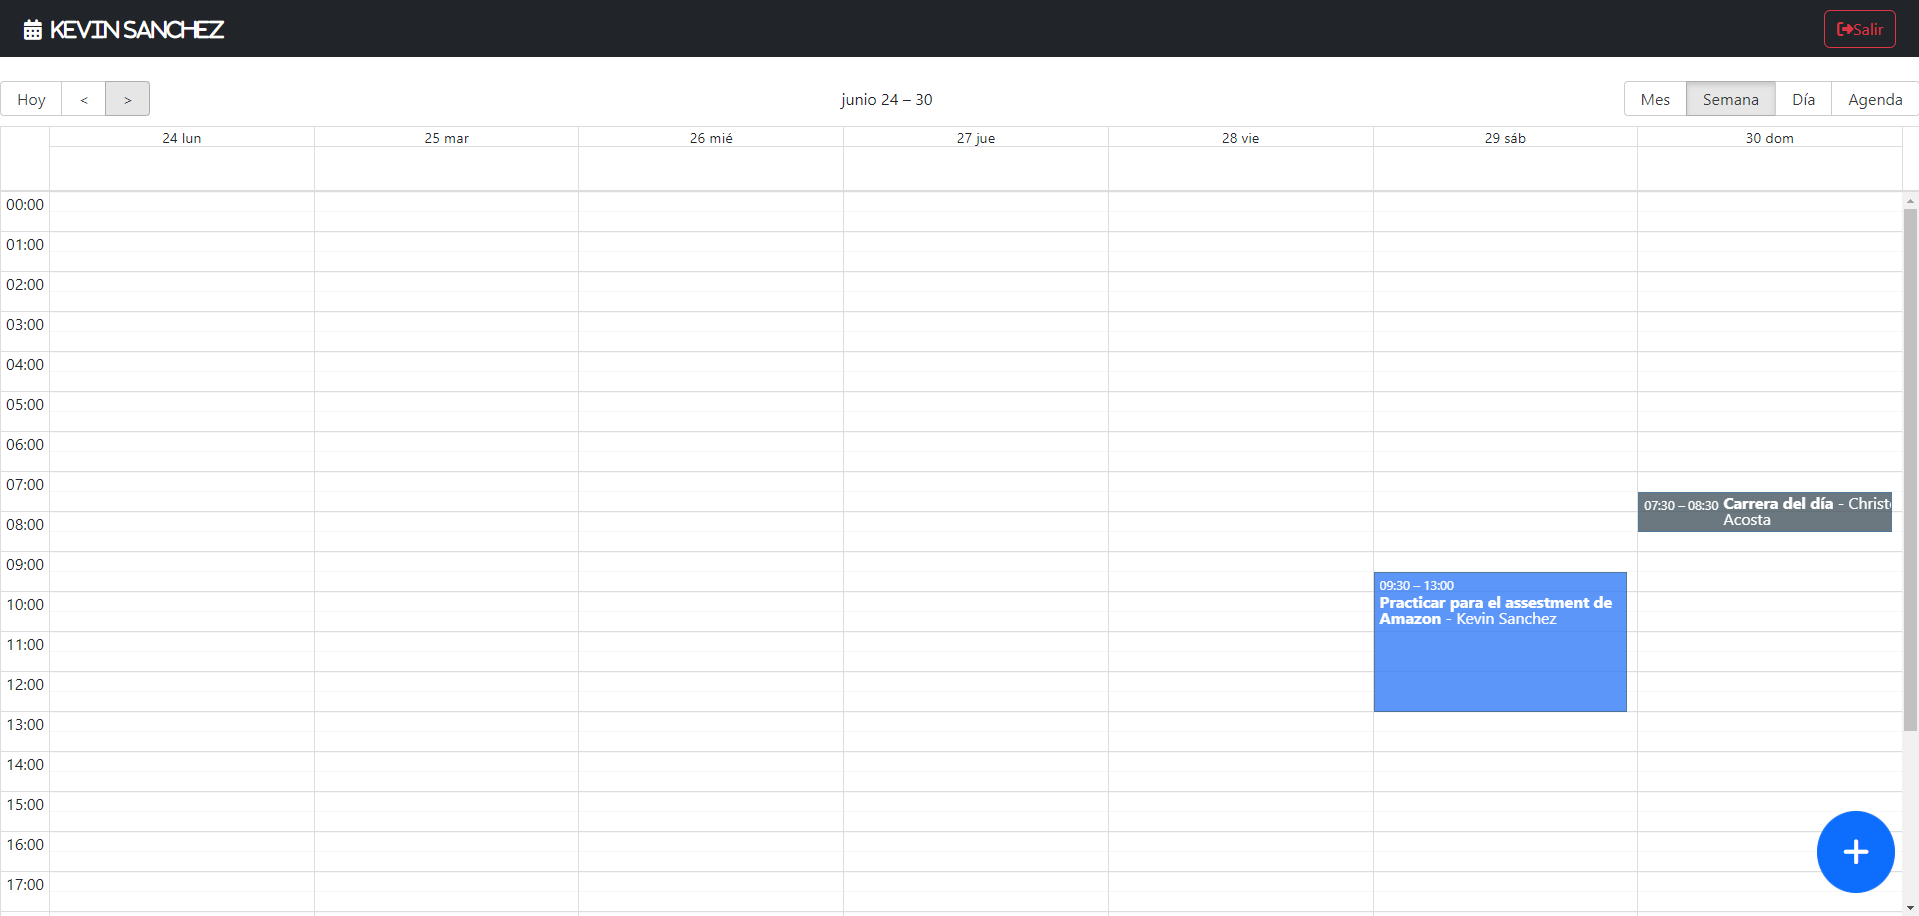 KEVIN SANCHEZ
Salir
Hoy < >
junio 24 – 30
Mes Semana Día Agenda
24 lun 25 mar 26 mié 27 jue 28 vie 29 sáb 30 dom
00:00
01:00
02:00
03:00
04:00
05:00
06:00
07:00
07:30 – 08:30 Carrera del día - Christ
Acosta
08:00
09:00
09:30 – 13:00
Practicar para el assestment de
Amazon - Kevin Sanchez
10:00
11:00
12:00
13:00
14:00
15:00
16:00
17:00